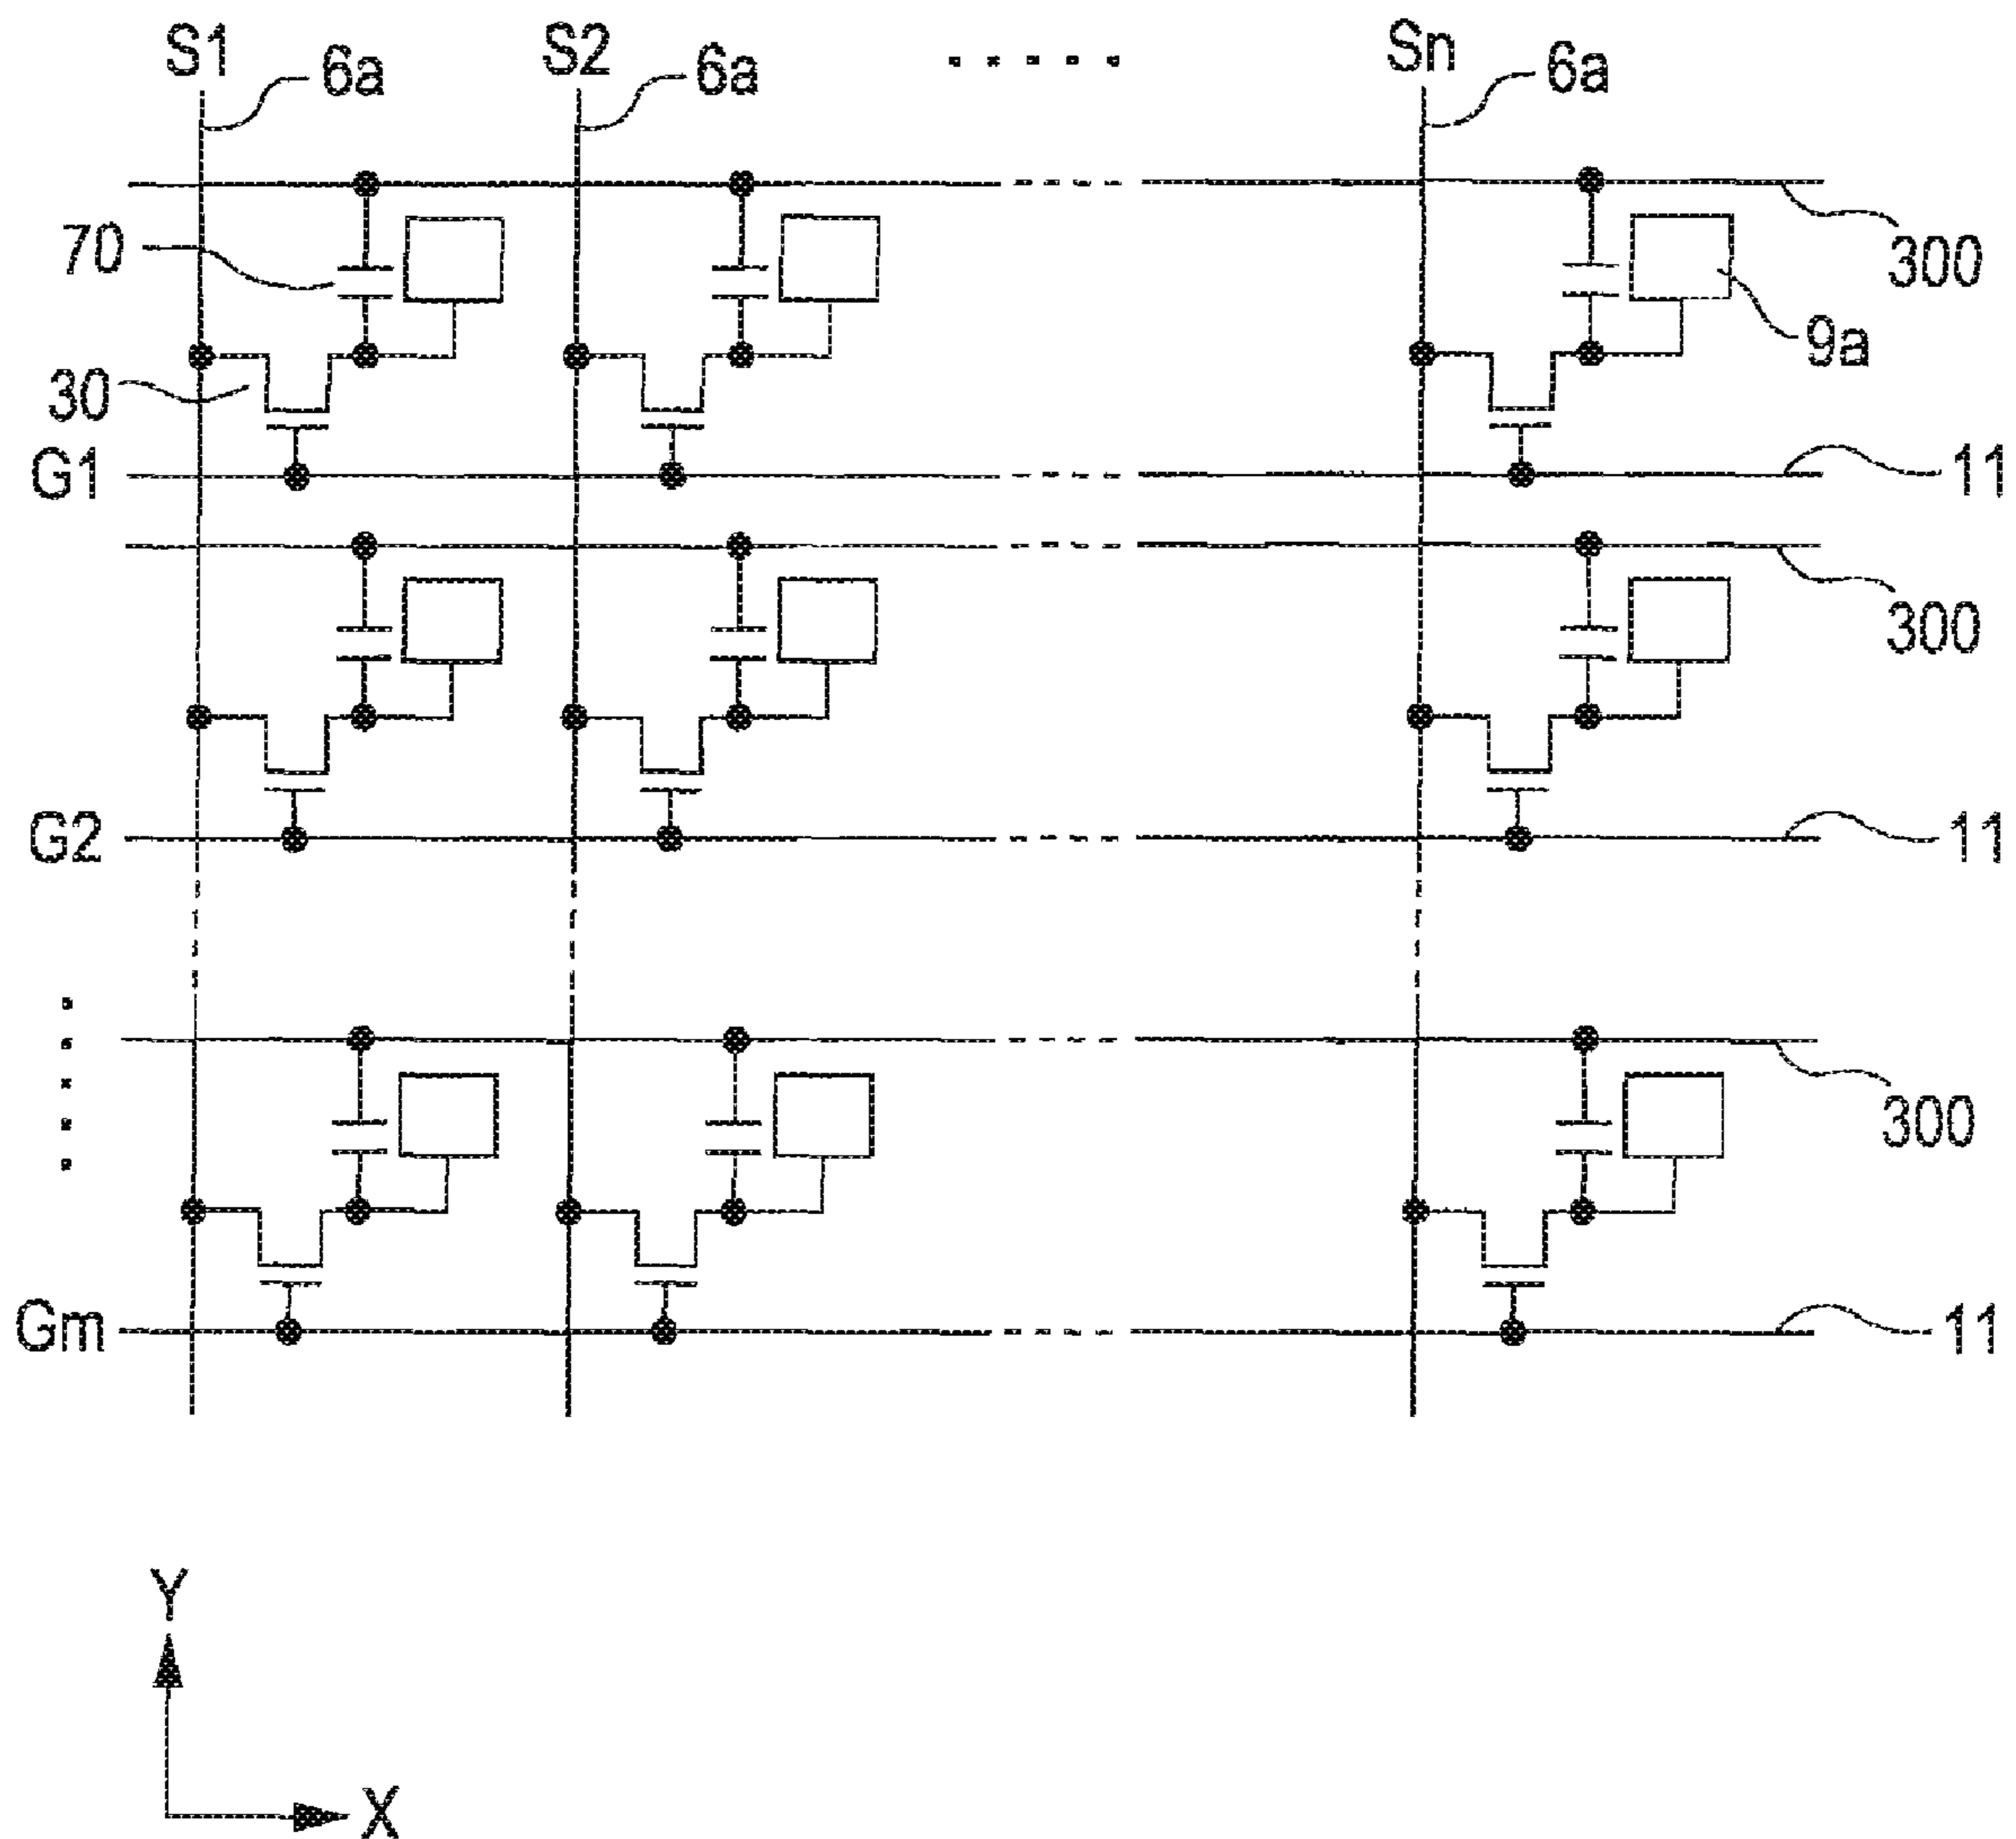 S1 6a S2 6a ..... Sn 6a
70 300
9a
30
G1 11
300
G2 11
300
Gm 11
Y
X